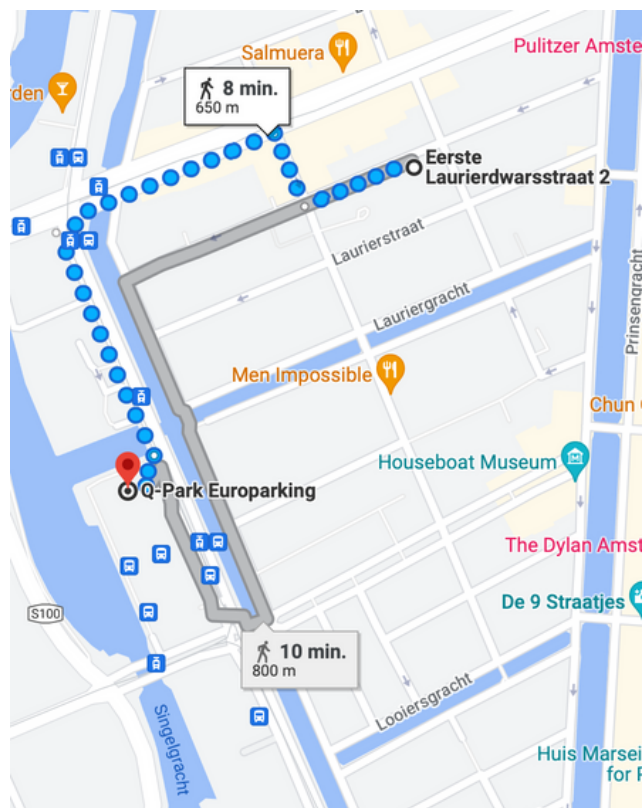 Salmuera
Pulitzer Amste
rden
8 min.
650 m
Eerste
Laurierdwarsstraat 2
Laurierstraat
Lauriergracht
Prinsengracht
Men Impossible
Chun
Houseboat Museum
Q-Park Europarking
The Dylan Amst
De 9 Straatjes
S100
10 min.
800 m
Looiersgracht
Singelgracht
Huis Marsei
for P